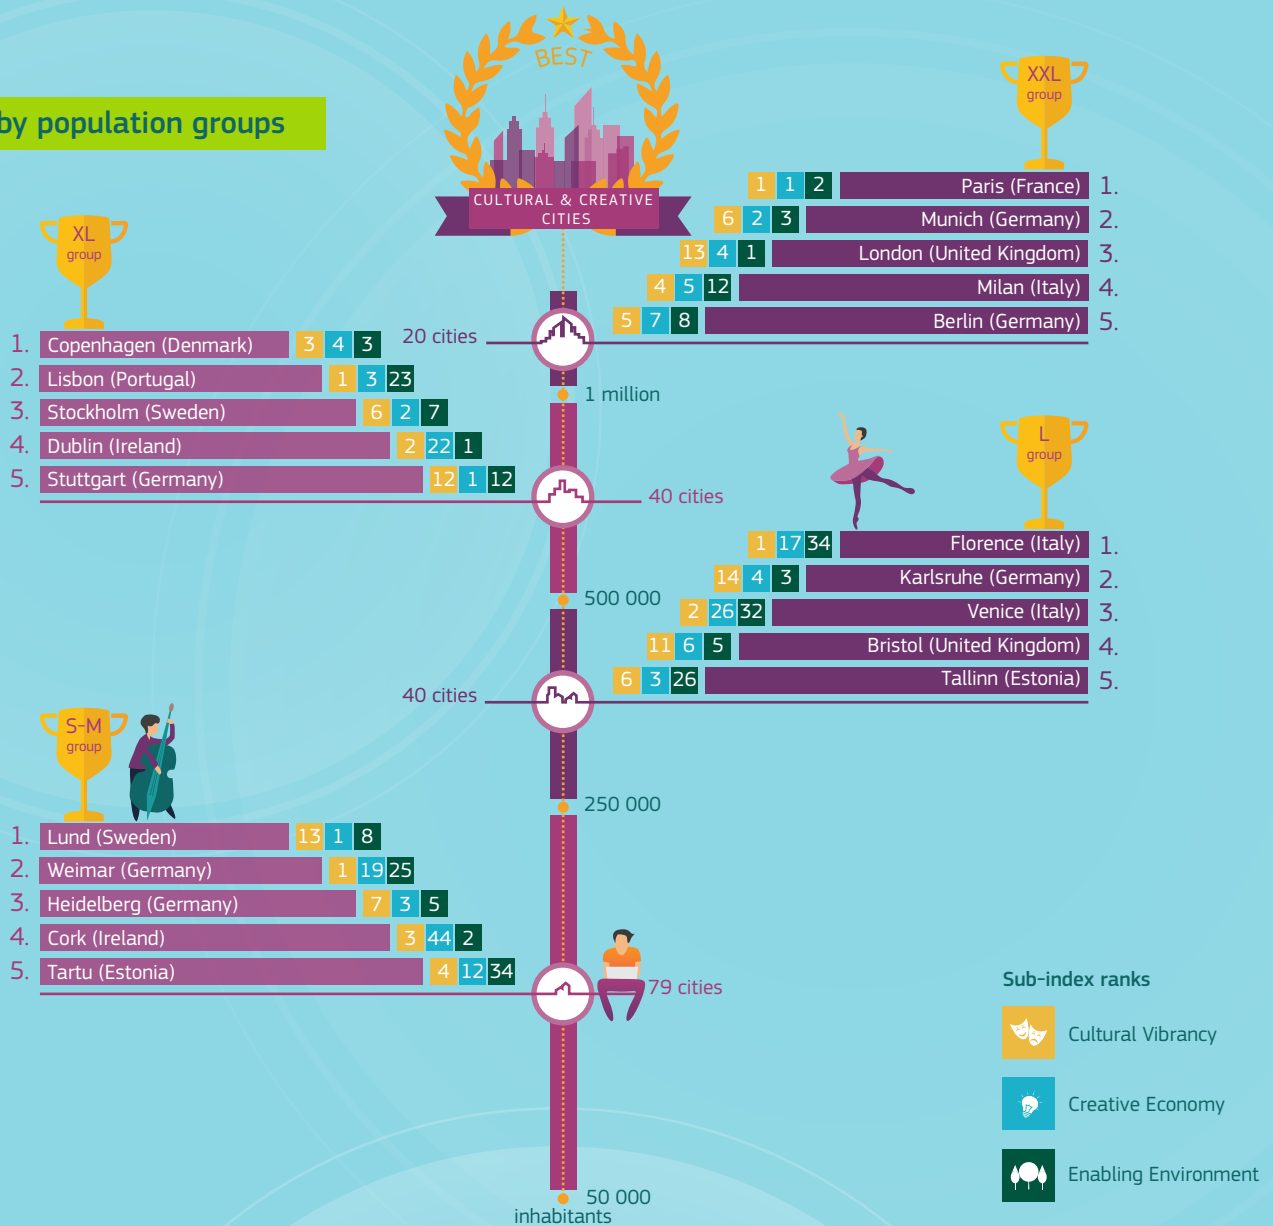 BEST
CULTURAL & CREATIVE
CITIES
by population groups
XXL
group
1 1 2 Paris (France) 1.
6 2 3 Munich (Germany) 2.
13 4 1 London (United Kingdom) 3.
4 5 12 Milan (Italy) 4.
5 7 8 Berlin (Germany) 5.
20 cities
XL
group
1. Copenhagen (Denmark) 3 4 3
2. Lisbon (Portugal) 1 3 23
3. Stockholm (Sweden) 6 2 7
4. Dublin (Ireland) 2 22 1
5. Stuttgart (Germany) 12 1 12
1 million
40 cities
L
group
1 17 34 Florence (Italy) 1.
14 4 3 Karlsruhe (Germany) 2.
2 26 32 Venice (Italy) 3.
11 6 5 Bristol (United Kingdom) 4.
6 3 26 Tallinn (Estonia) 5.
500 000
40 cities
S-M
group
1. Lund (Sweden) 13 1 8
2. Weimar (Germany) 1 19 25
3. Heidelberg (Germany) 7 3 5
4. Cork (Ireland) 3 44 2
5. Tartu (Estonia) 4 12 34
250 000
79 cities
50 000
inhabitants
Sub-index ranks
Cultural Vibrancy
Creative Economy
Enabling Environment